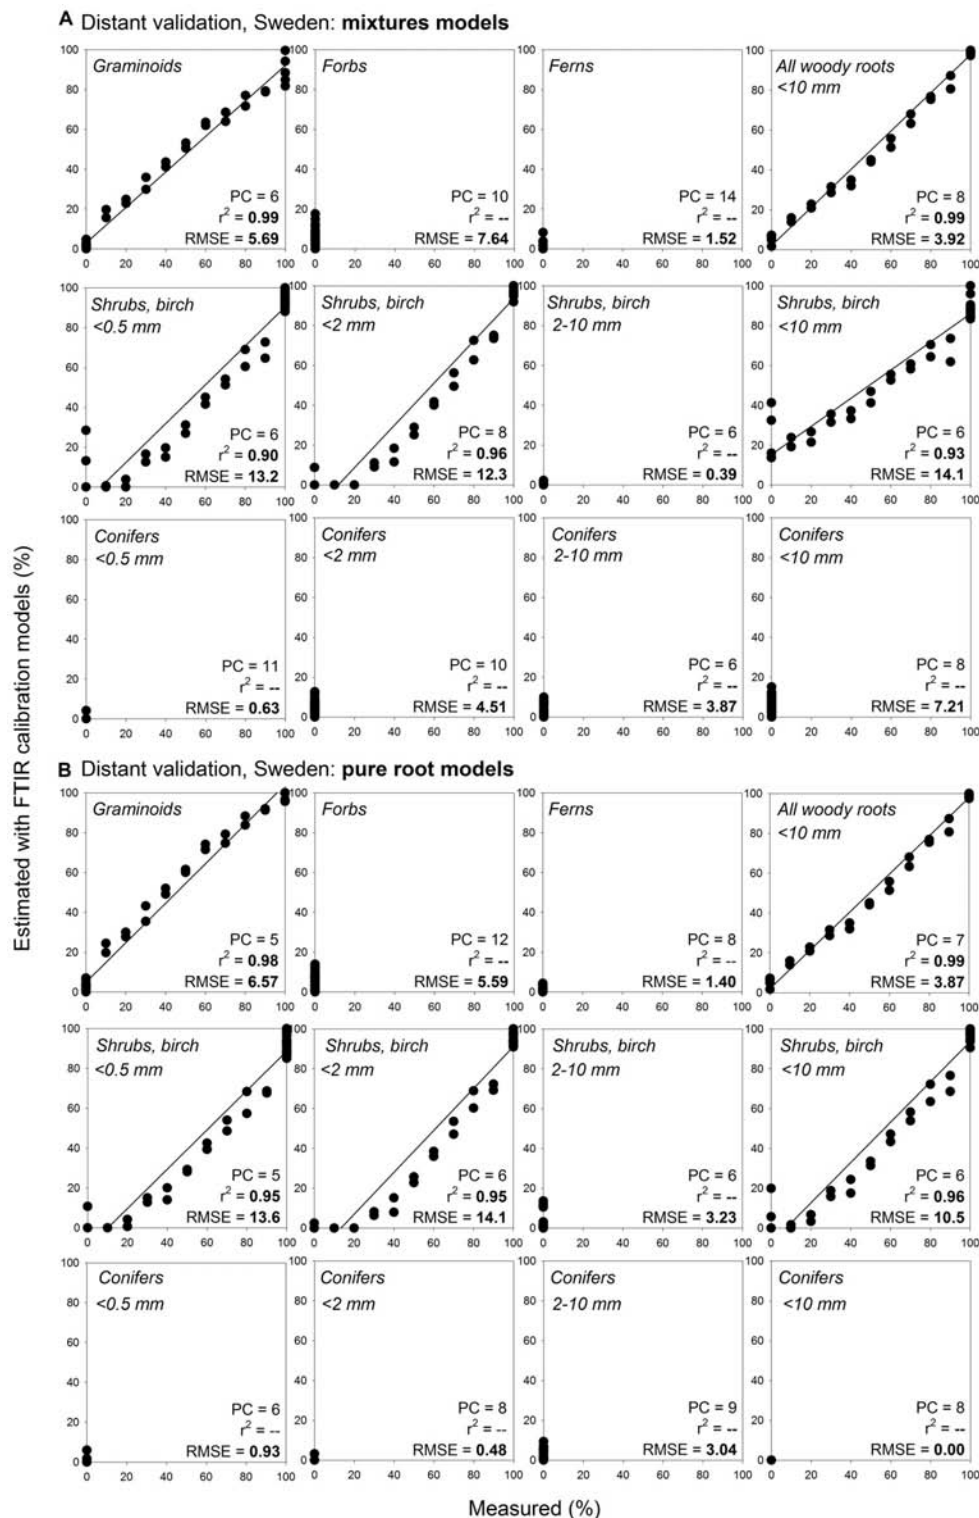 A Distant validation, Sweden: mixtures models
Graminoids
PC = 6
r² = 0.99
RMSE = 5.69
Forbs
PC = 10
r² = --
RMSE = 7.64
Ferns
PC = 14
r² = --
RMSE = 1.52
All woody roots
<10 mm
PC = 8
r² = 0.99
RMSE = 3.92
100
80
60
40
20
0
0 20 40 60 80 100
Shrubs, birch
<0.5 mm
PC = 6
r² = 0.90
RMSE = 13.2
Shrubs, birch
<2 mm
PC = 8
r² = 0.96
RMSE = 12.3
Shrubs, birch
2-10 mm
PC = 6
r² = --
RMSE = 0.39
Shrubs, birch
<10 mm
PC = 6
r² = 0.93
RMSE = 14.1
Conifers
<0.5 mm
PC = 11
r² = --
RMSE = 0.63
Conifers
<2 mm
PC = 10
r² = --
RMSE = 4.51
Conifers
2-10 mm
PC = 6
r² = --
RMSE = 3.87
Conifers
<10 mm
PC = 8
r² = --
RMSE = 7.21
Estimated with FTIR calibration models (%)
B Distant validation, Sweden: pure root models
Graminoids
PC = 5
r² = 0.98
RMSE = 6.57
Forbs
PC = 12
r² = --
RMSE = 5.59
Ferns
PC = 8
r² = --
RMSE = 1.40
All woody roots
<10 mm
PC = 7
r² = 0.99
RMSE = 3.87
Shrubs, birch
<0.5 mm
PC = 5
r² = 0.95
RMSE = 13.6
Shrubs, birch
<2 mm
PC = 6
r² = 0.95
RMSE = 14.1
Shrubs, birch
2-10 mm
PC = 6
r² = --
RMSE = 3.23
Shrubs, birch
<10 mm
PC = 6
r² = 0.96
RMSE = 10.5
Conifers
<0.5 mm
PC = 6
r² = --
RMSE = 0.93
Conifers
<2 mm
PC = 8
r² = --
RMSE = 0.48
Conifers
2-10 mm
PC = 9
r² = --
RMSE = 3.04
Conifers
<10 mm
PC = 8
r² = --
RMSE = 0.00
Measured (%)